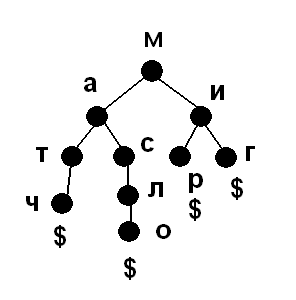 м
а и
т с р г
ч л $ $
$ о
$